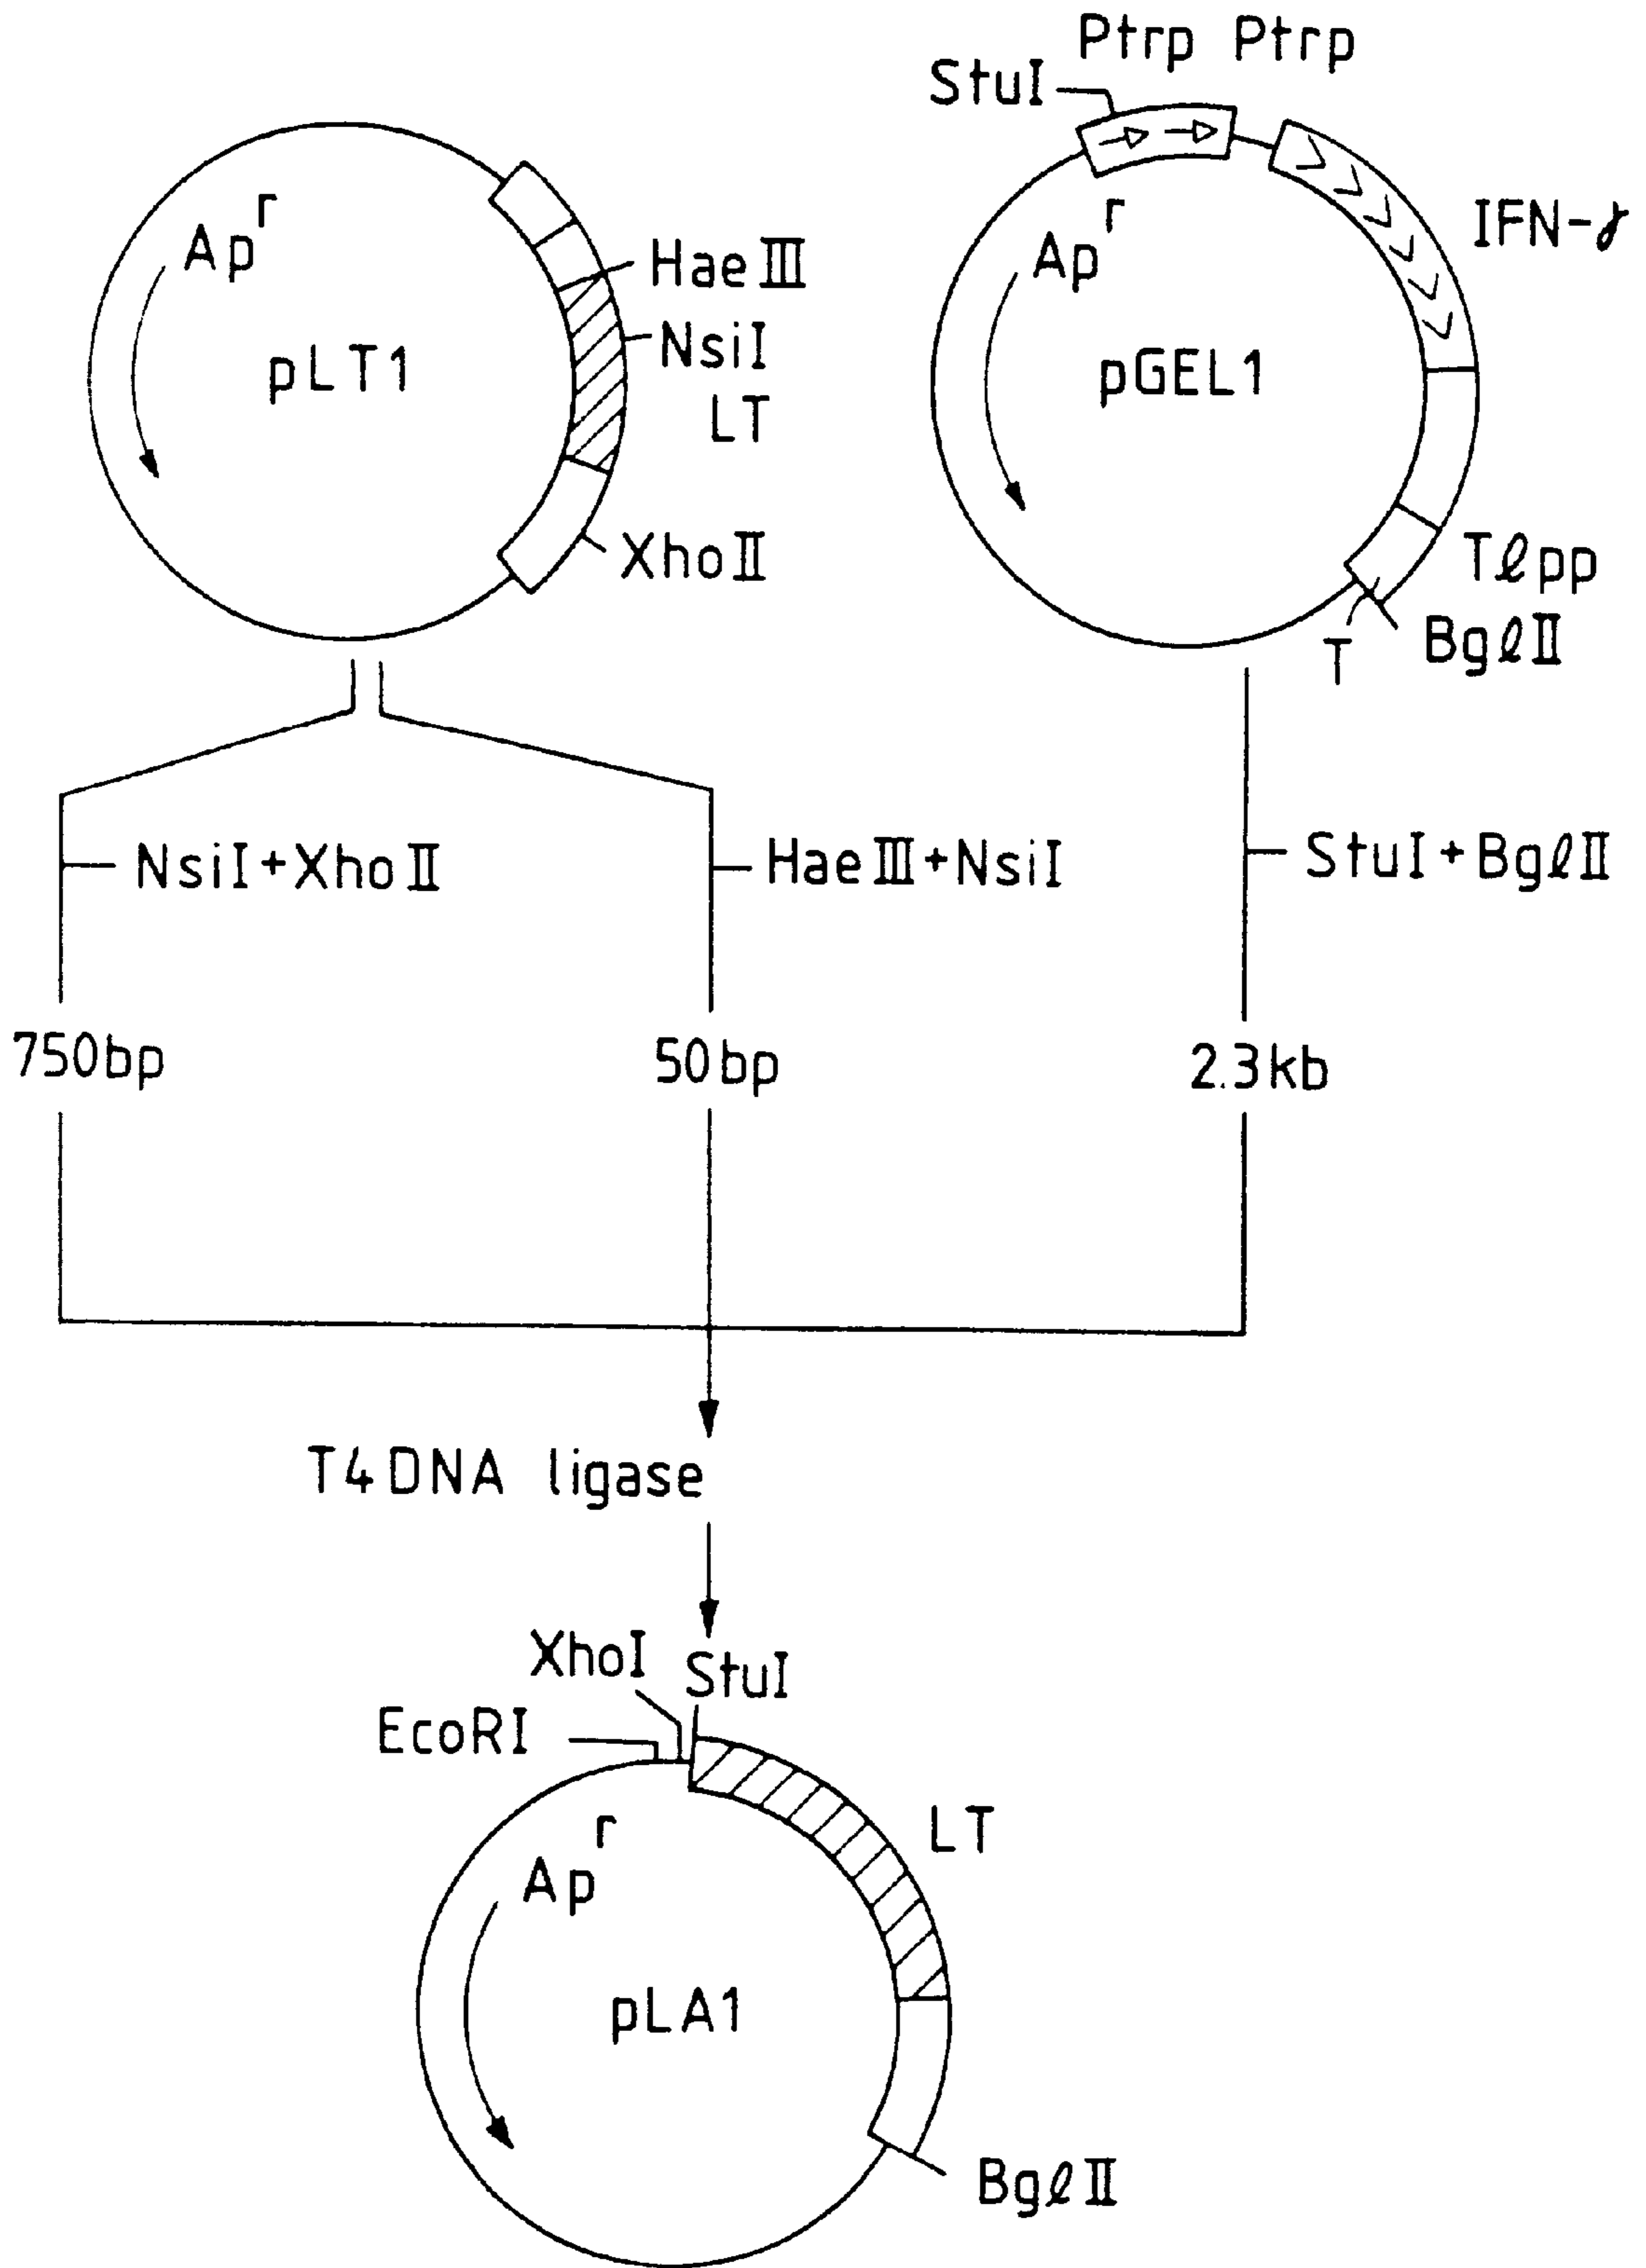 Ptrp Ptrp
StuI
Apr
HaeIII
NsiI
LT
pLT1
XhoII
Apr
IFN-γ
pGEL1
Tlpp
BglII
T
NsiI+XhoII
HaeIII+NsiI
StuI+BglII
750bp
50bp
2.3kb
T4DNA ligase
XhoI
StuI
EcoRI
LT
Apr
pLA1
BglII